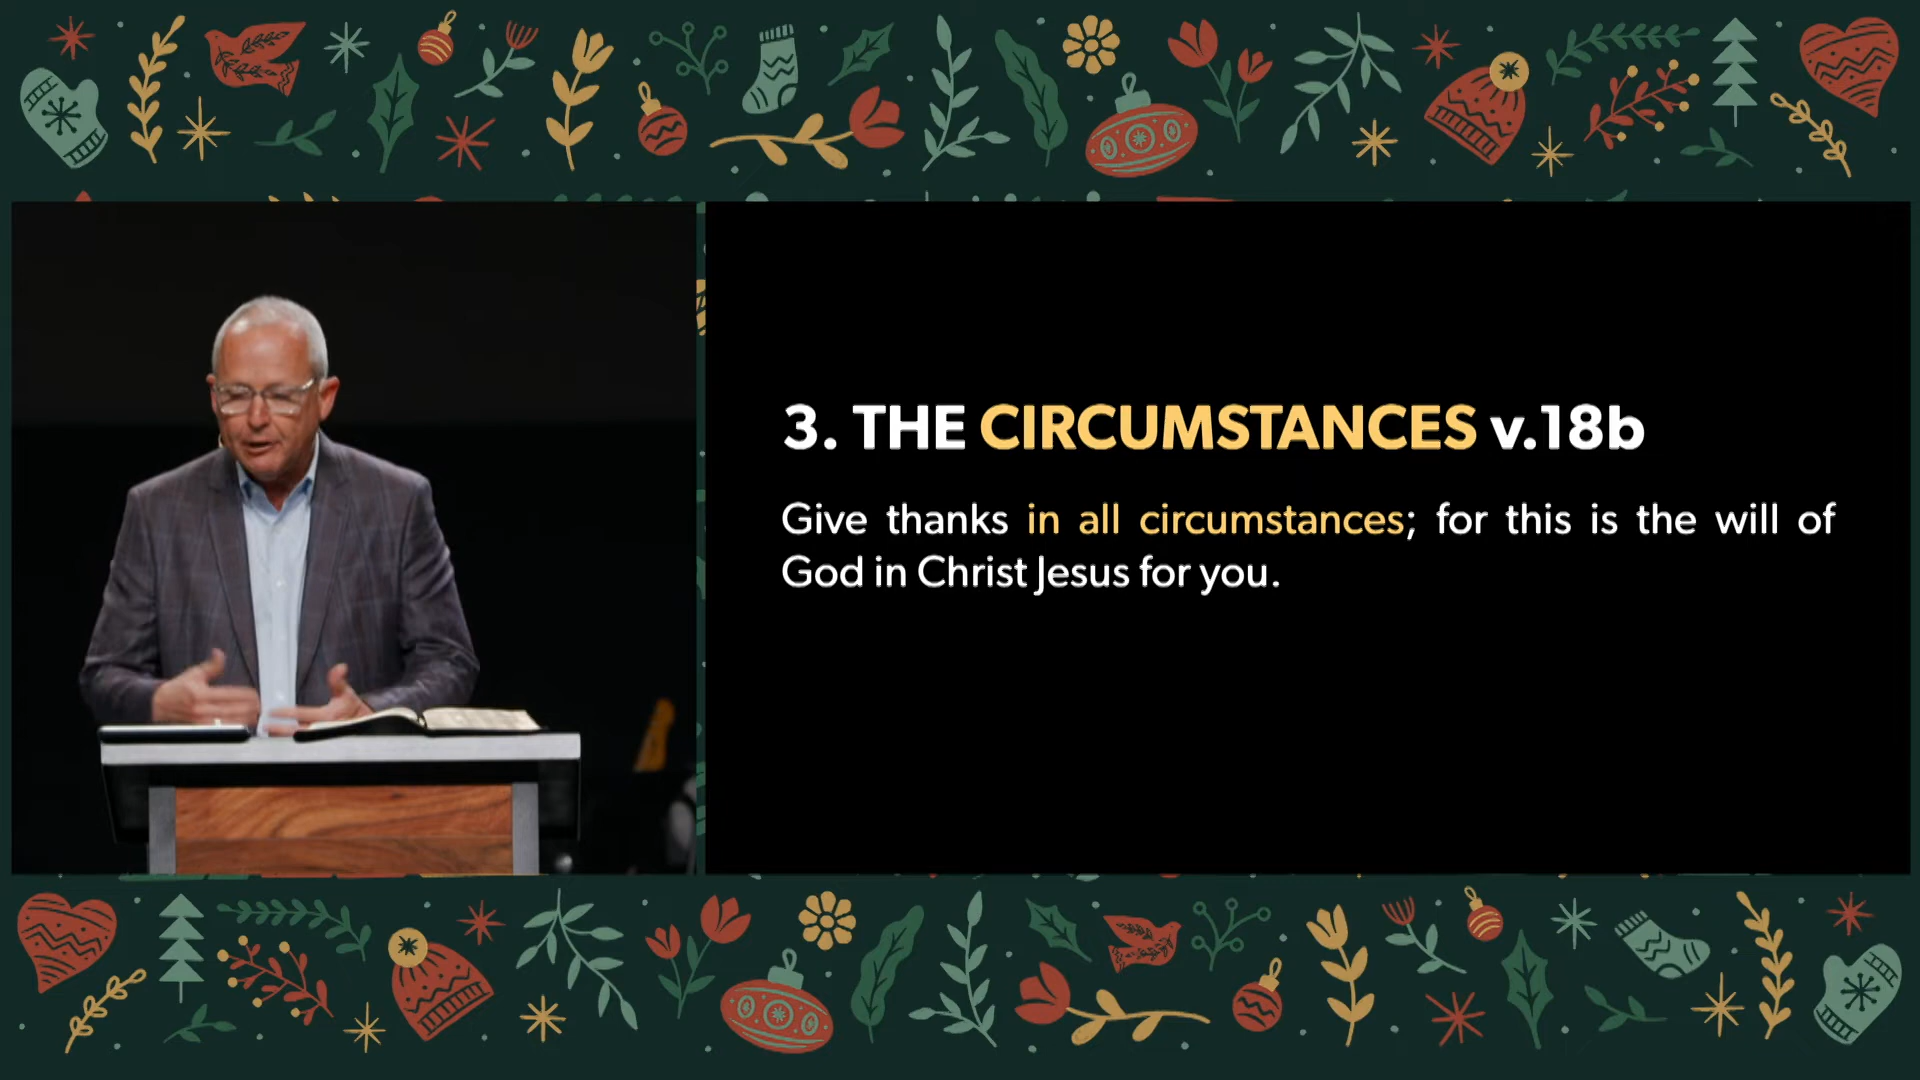 3. THE CIRCUMSTANCES v.18b
Give thanks in all circumstances; for this is the will of
God in Christ Jesus for you.